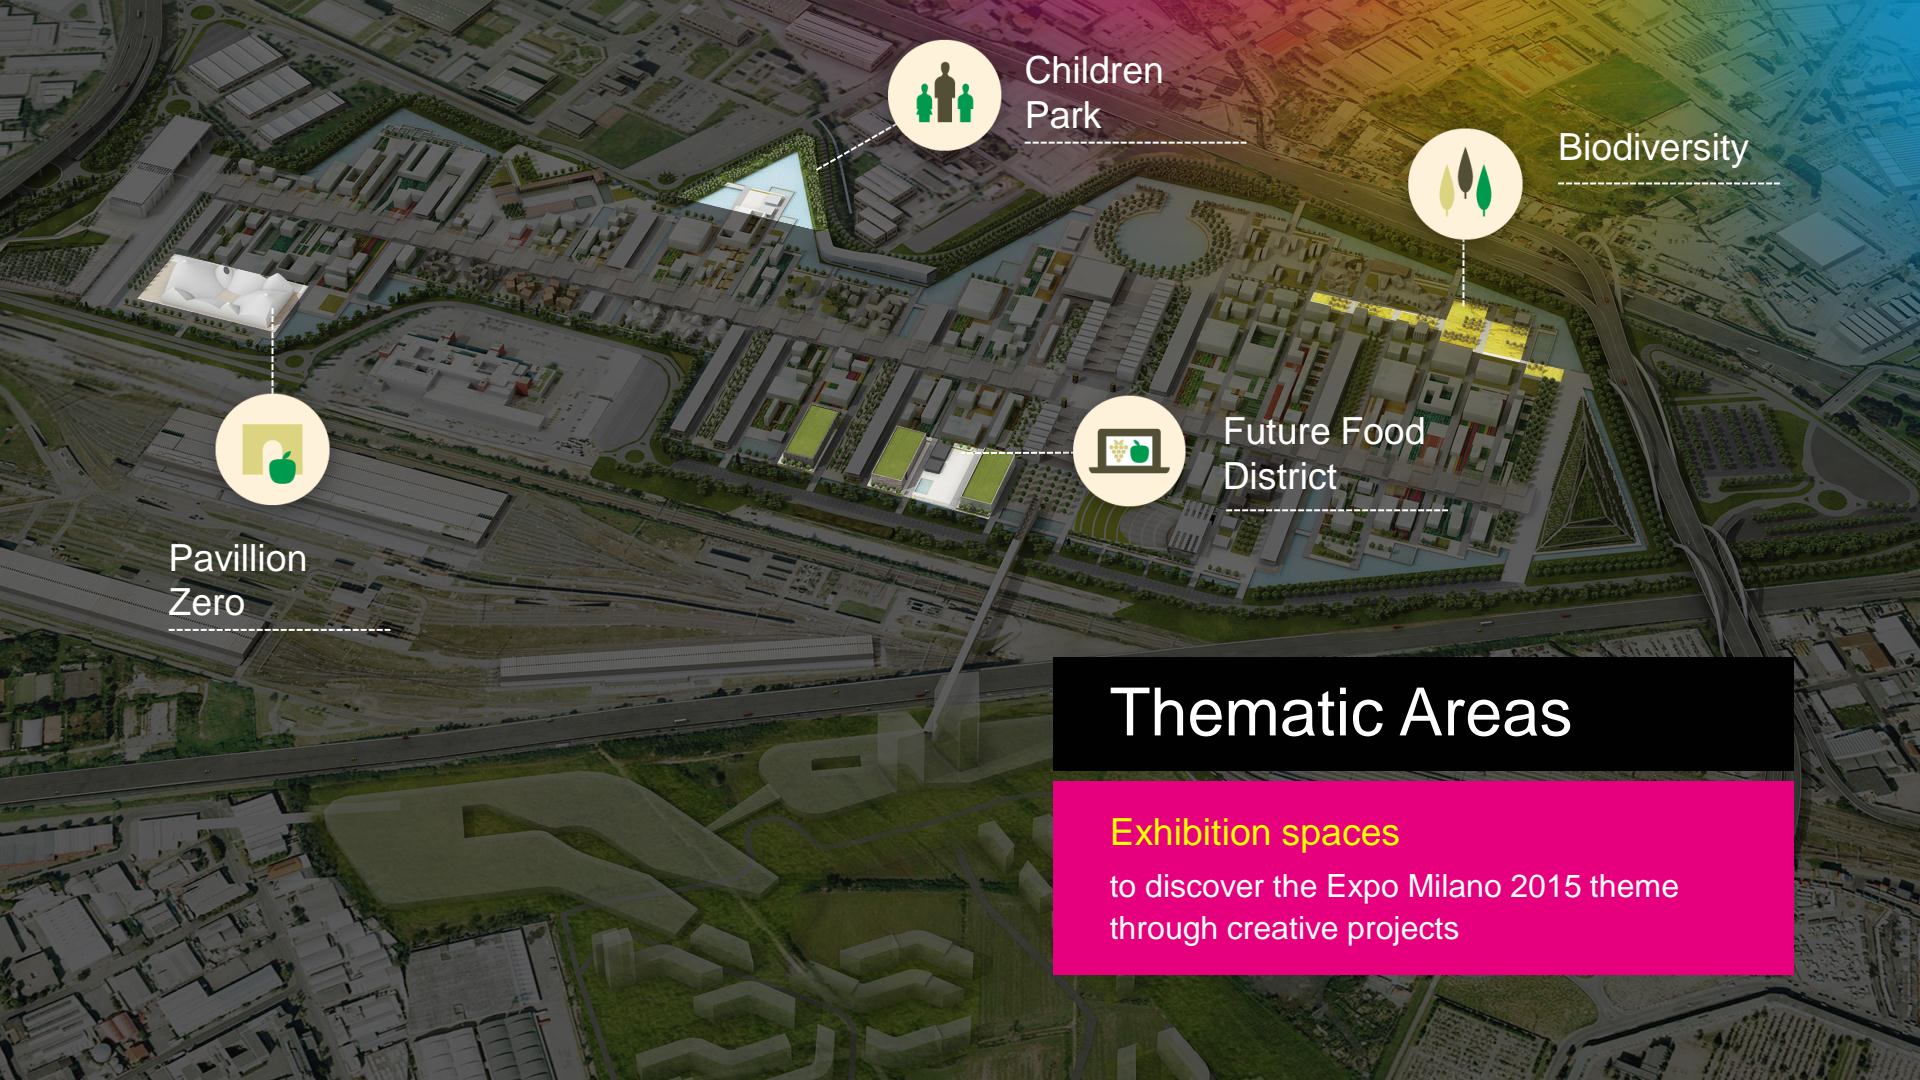 Children
Park
Biodiversity
Future Food
District
Pavillion
Zero
Thematic Areas
Exhibition spaces
to discover the Expo Milano 2015 theme
through creative projects